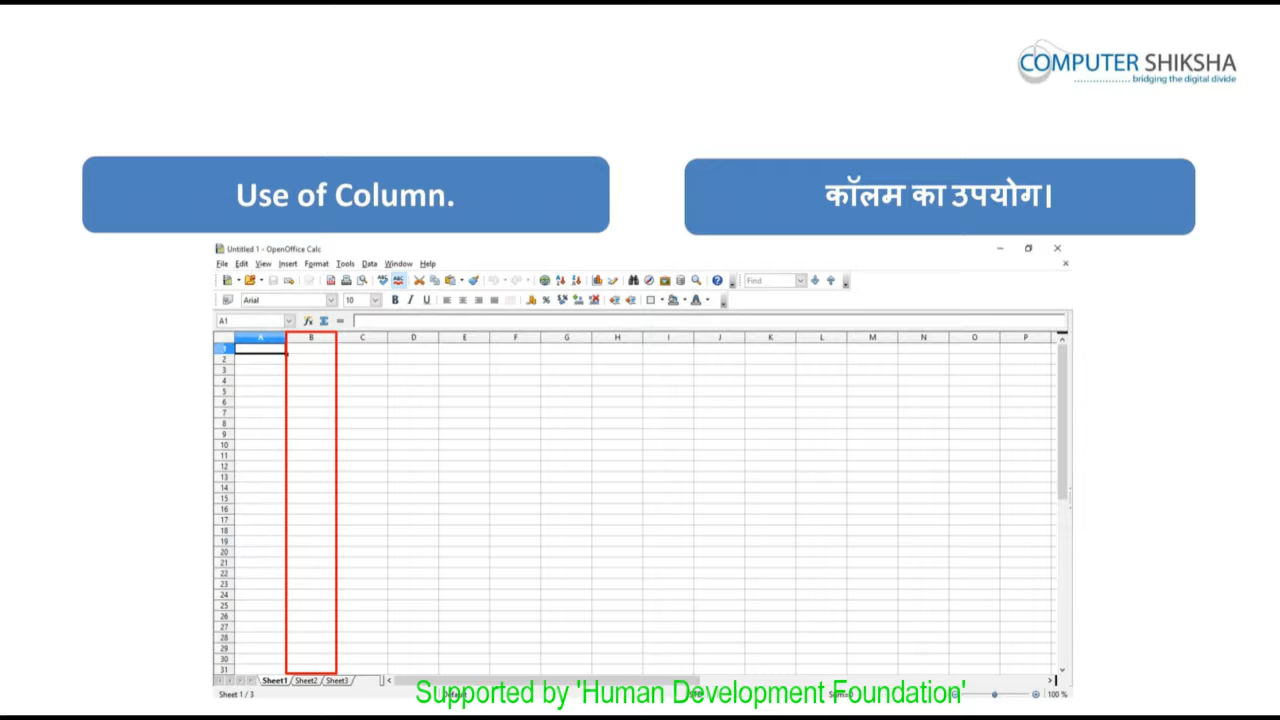 COMPUTER SHIKSHA
bridging the digital divide
Use of Column.
कॉलम का उपयोग।
Untitled 1 - OpenOffice Calc
File Edit View Insert Format Tools Data Window Help
Find
Arial 10 B I U
A1
A B C D E F G H I J K L M N O P
1
2
3
4
5
6
7
8
9
10
11
12
13
14
15
16
17
18
19
20
21
22
23
24
25
26
27
28
29
30
31
Sheet1 Sheet2 Sheet3
Sheet 1 / 3 100 %
Supported by 'Human Development Foundation'